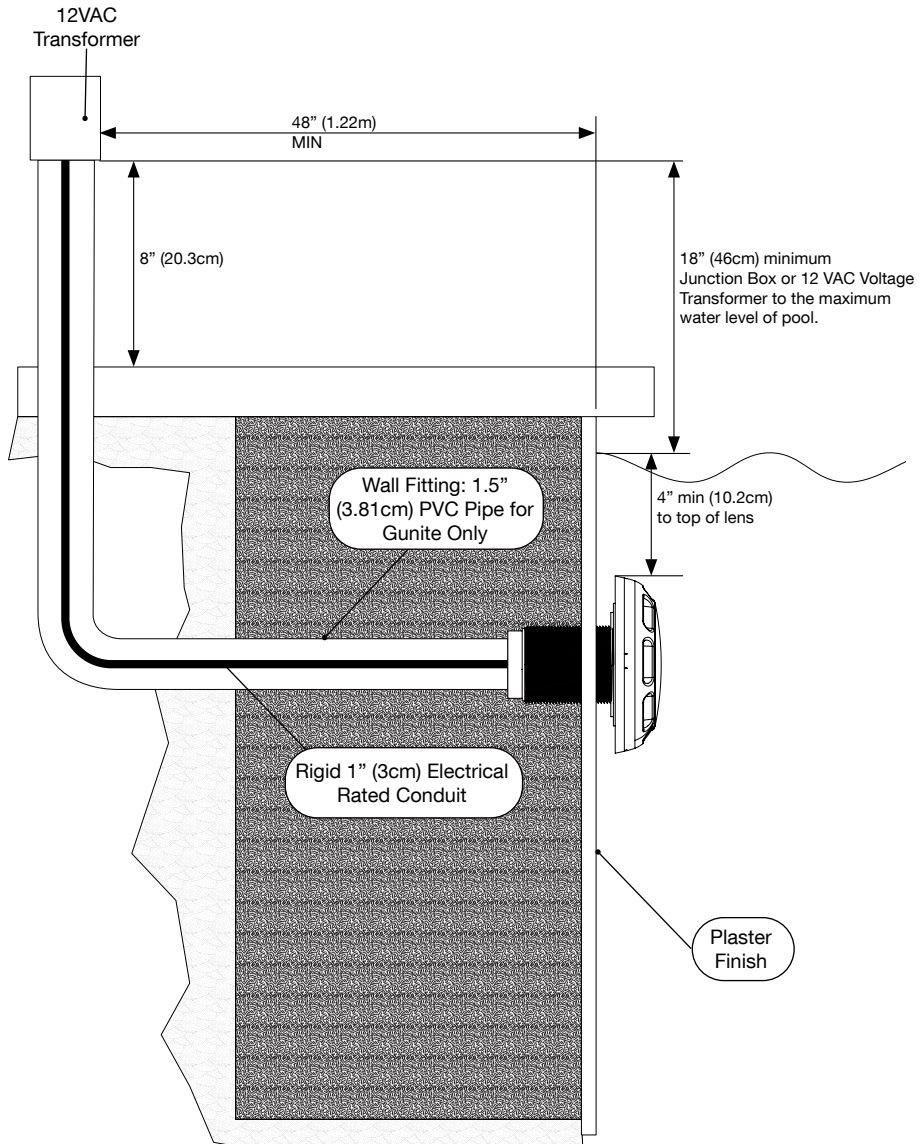 12VAC
Transformer
48” (1.22m)
MIN
8” (20.3cm)
18” (46cm) minimum
Junction Box or 12 VAC Voltage
Transformer to the maximum
water level of pool.
4” min (10.2cm)
to top of lens
Wall Fitting: 1.5”
(3.81cm) PVC Pipe for
Gunite Only
Rigid 1” (3cm) Electrical
Rated Conduit
Plaster
Finish